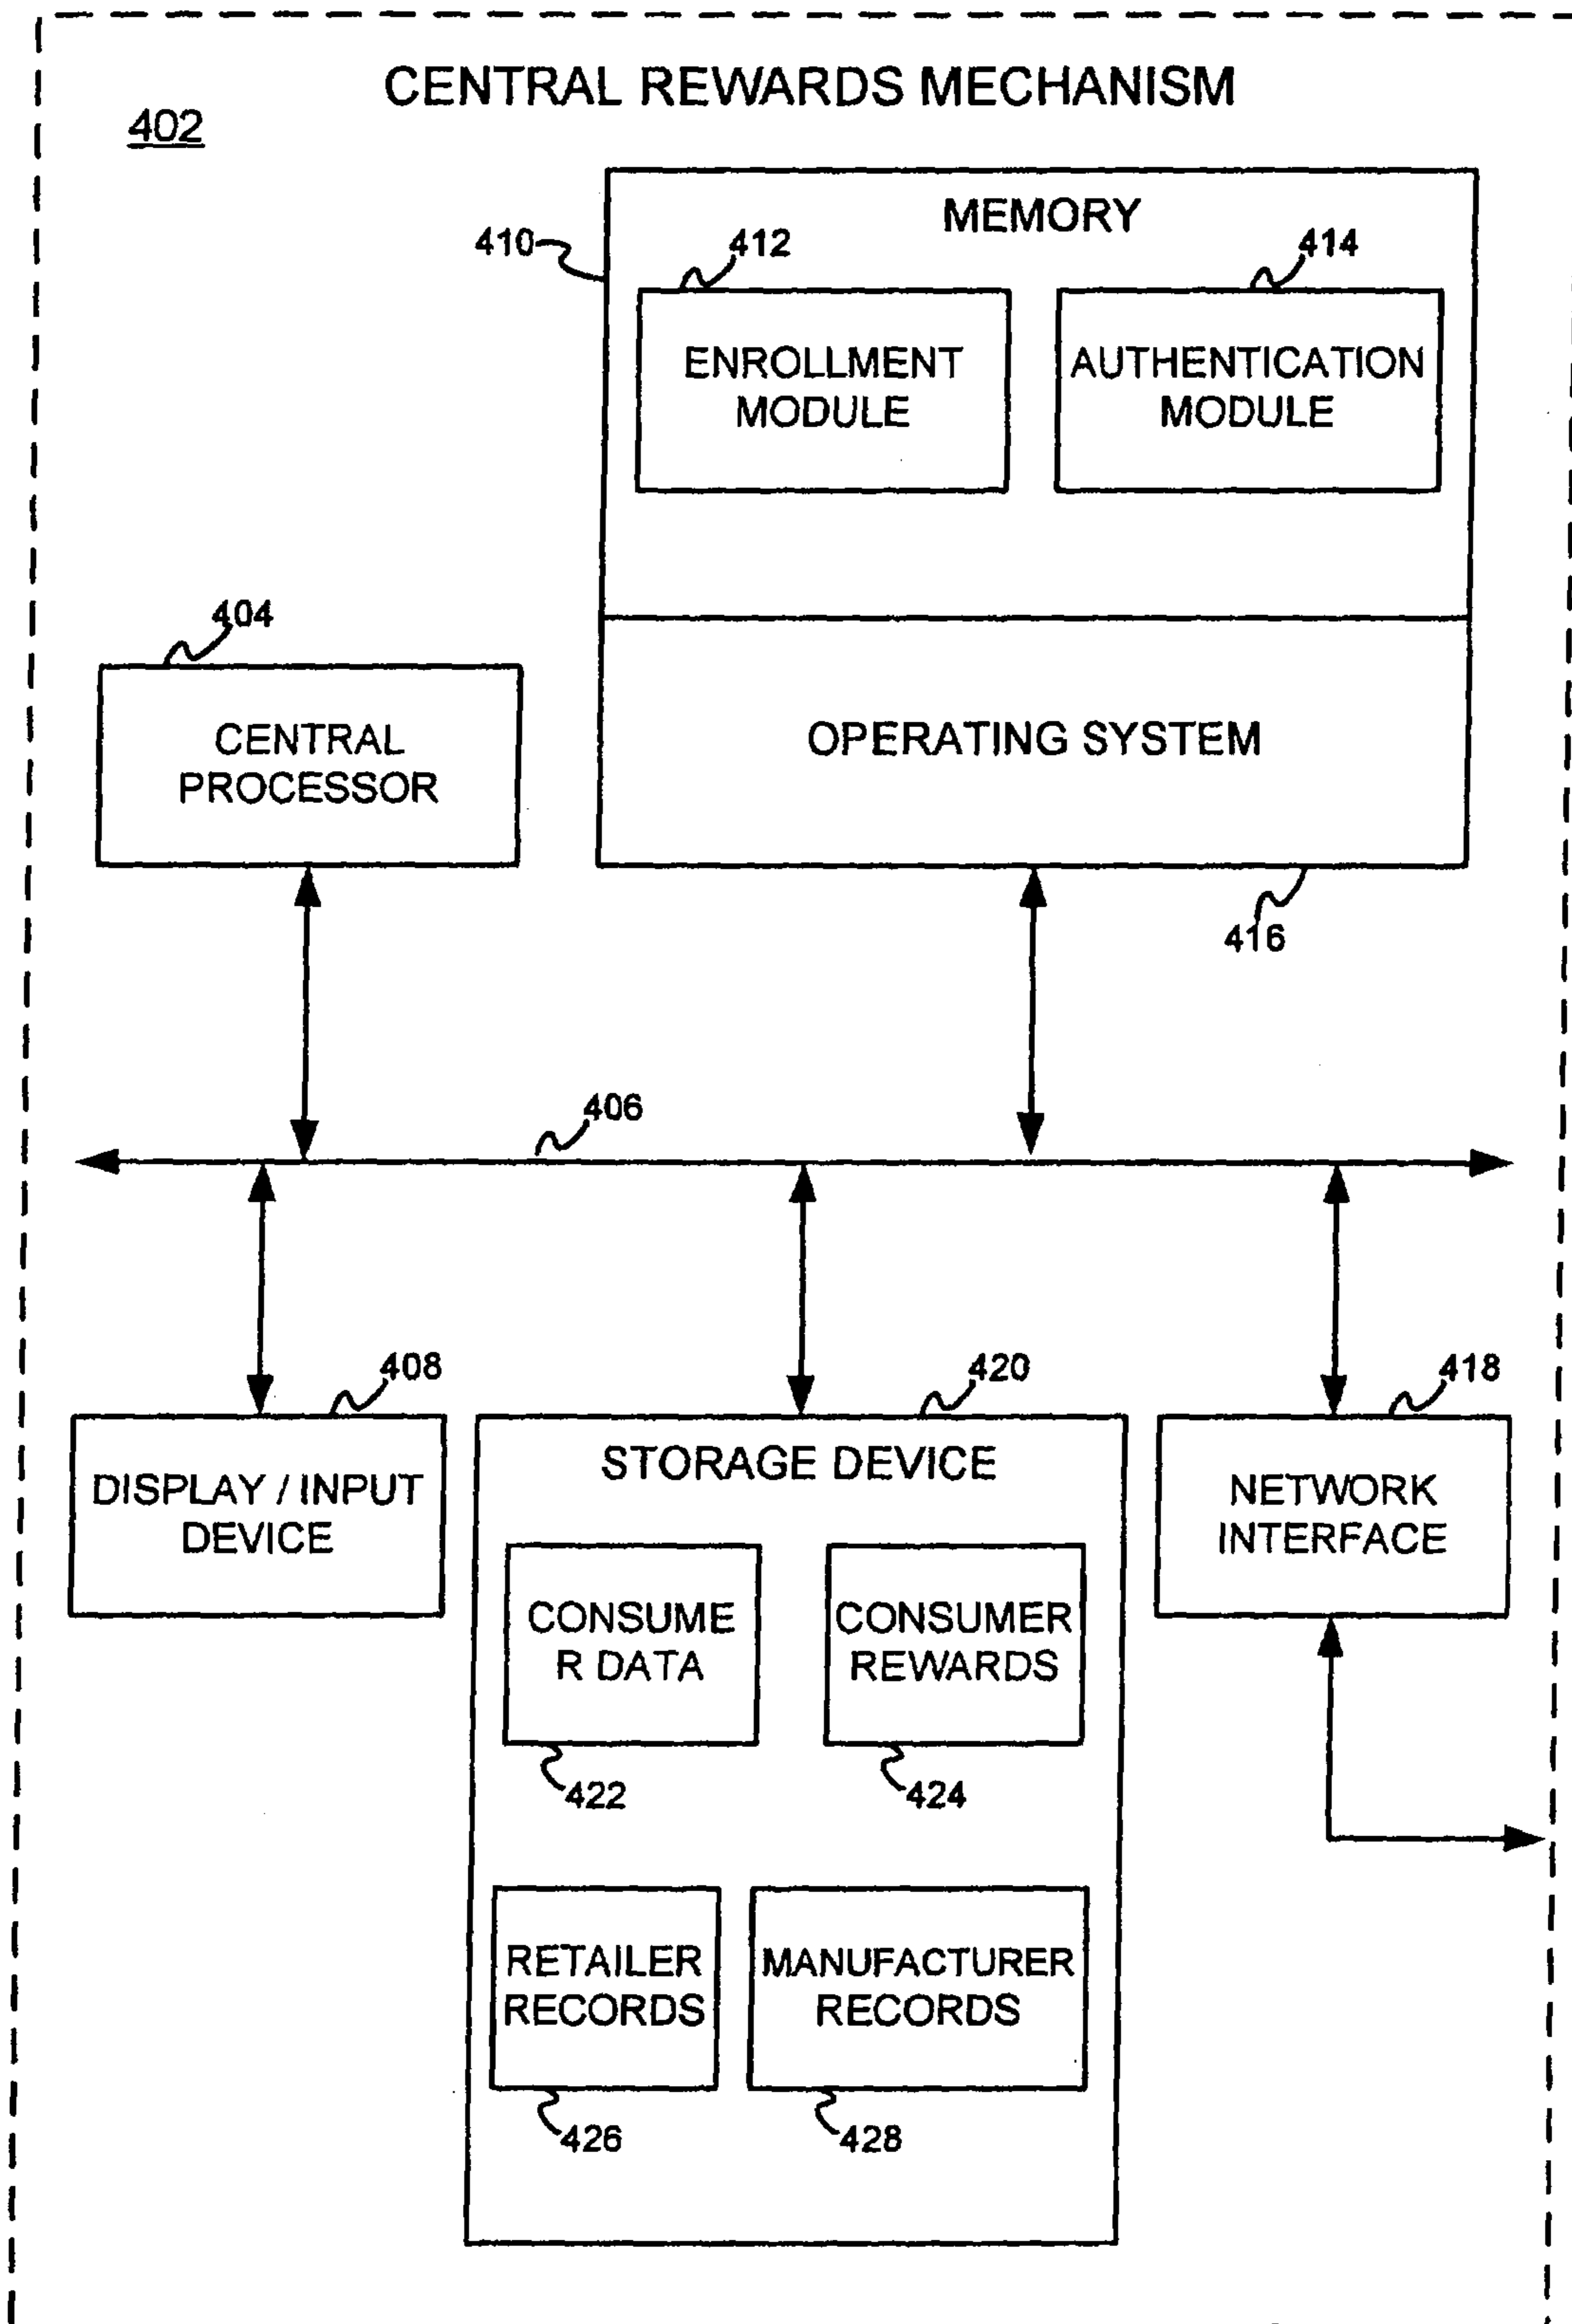 CENTRAL REWARDS MECHANISM
402
MEMORY
410
412
414
ENROLLMENT
MODULE
AUTHENTICATION
MODULE
404
CENTRAL
PROCESSOR
OPERATING SYSTEM
416
406
408
420
418
DISPLAY / INPUT
DEVICE
STORAGE DEVICE
NETWORK
INTERFACE
CONSUME
R DATA
CONSUMER
REWARDS
422
424
RETAILER
RECORDS
MANUFACTURER
RECORDS
426
428